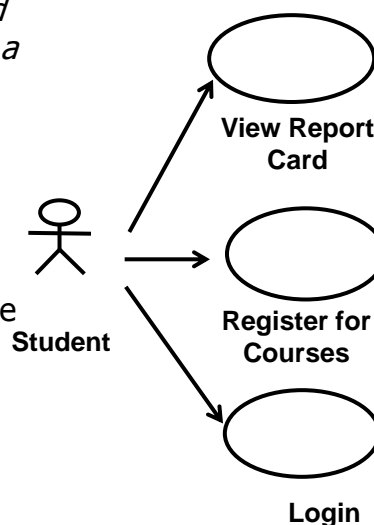 d
a
View Report
Card
e
Student
Register for
Courses
Login